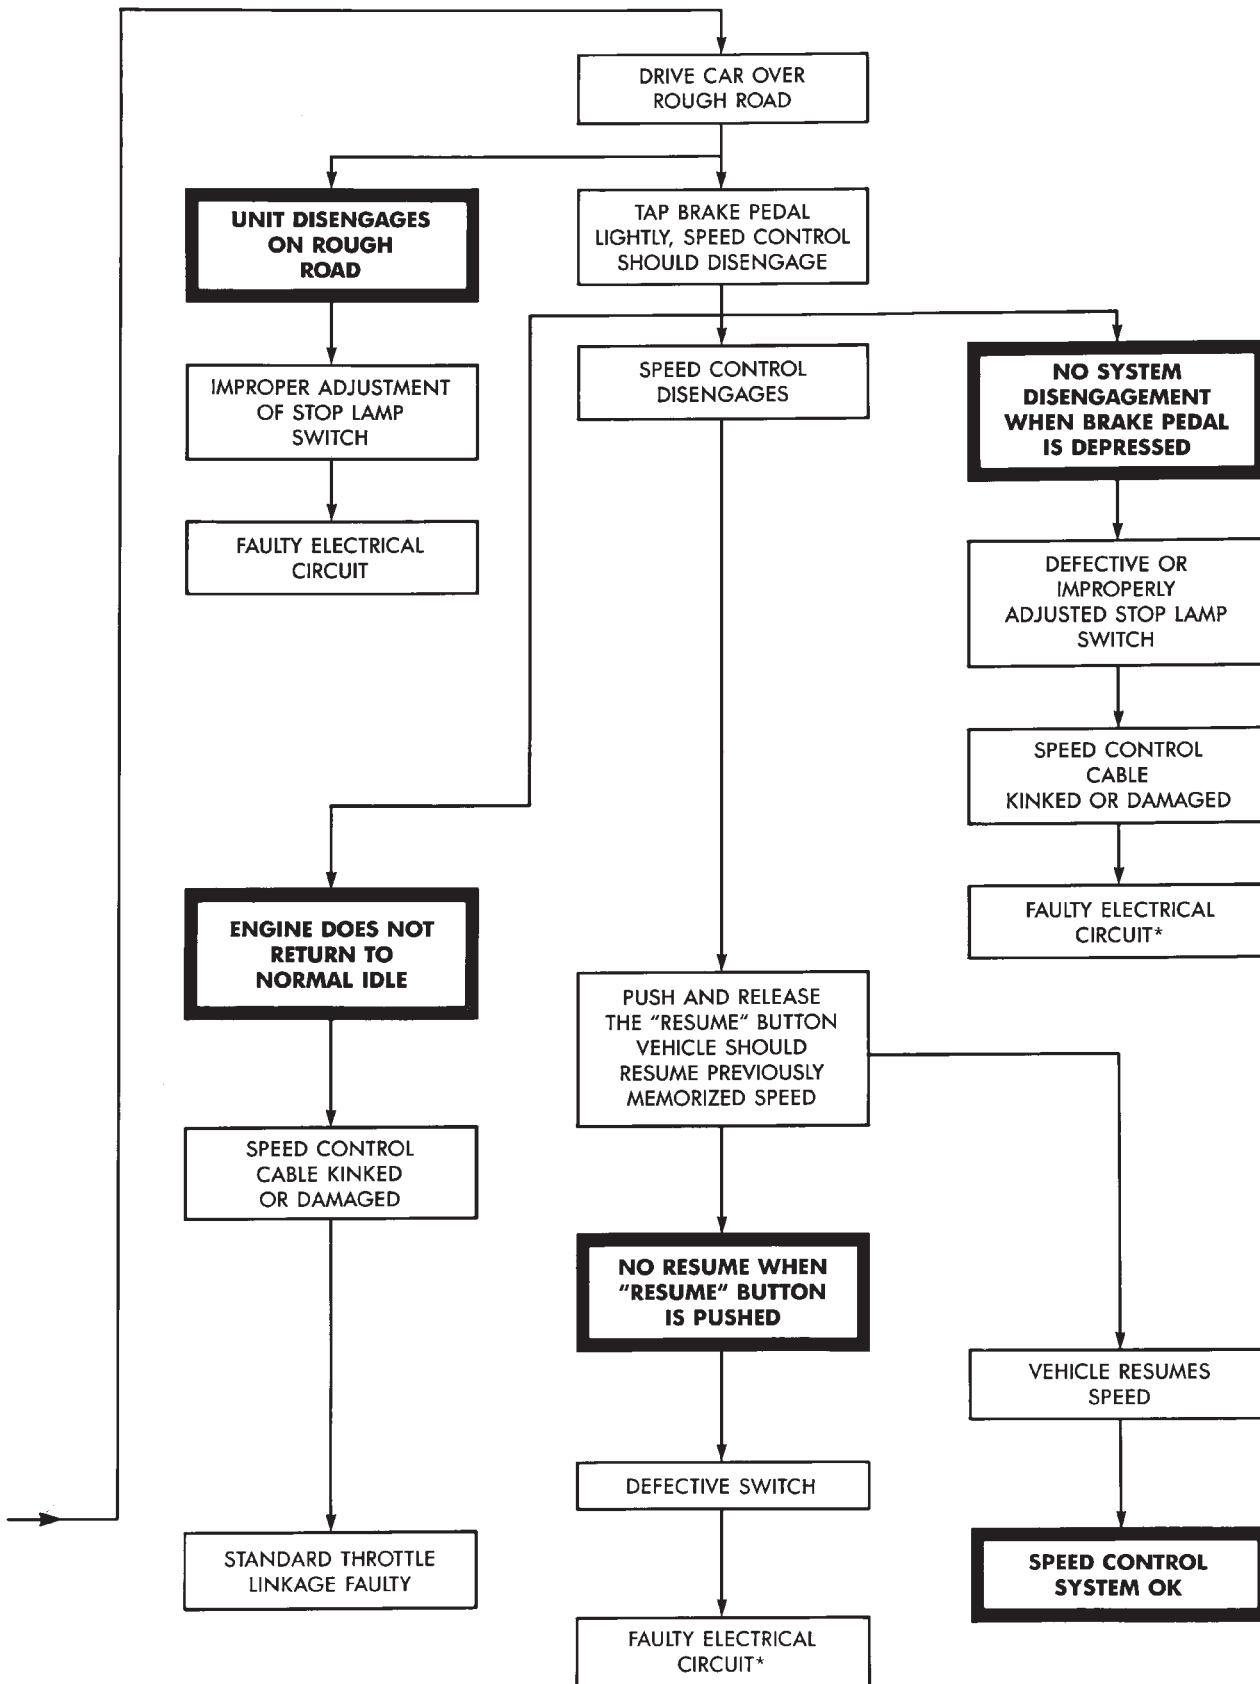 DRIVE CAR OVER
ROUGH ROAD
UNIT DISENGAGES
ON ROUGH
ROAD
TAP BRAKE PEDAL
LIGHTLY, SPEED CONTROL
SHOULD DISENGAGE
IMPROPER ADJUSTMENT
OF STOP LAMP
SWITCH
SPEED CONTROL
DISENGAGES
NO SYSTEM
DISENGAGEMENT
WHEN BRAKE PEDAL
IS DEPRESSED
FAULTY ELECTRICAL
CIRCUIT
DEFECTIVE OR
IMPROPERLY
ADJUSTED STOP LAMP
SWITCH
SPEED CONTROL
CABLE
KINKED OR DAMAGED
ENGINE DOES NOT
RETURN TO
NORMAL IDLE
FAULTY ELECTRICAL
CIRCUIT*
PUSH AND RELEASE
THE "RESUME" BUTTON
VEHICLE SHOULD
RESUME PREVIOUSLY
MEMORIZED SPEED
SPEED CONTROL
CABLE KINKED
OR DAMAGED
NO RESUME WHEN
"RESUME" BUTTON
IS PUSHED
VEHICLE RESUMES
SPEED
DEFECTIVE SWITCH
STANDARD THROTTLE
LINKAGE FAULTY
SPEED CONTROL
SYSTEM OK
FAULTY ELECTRICAL
CIRCUIT*